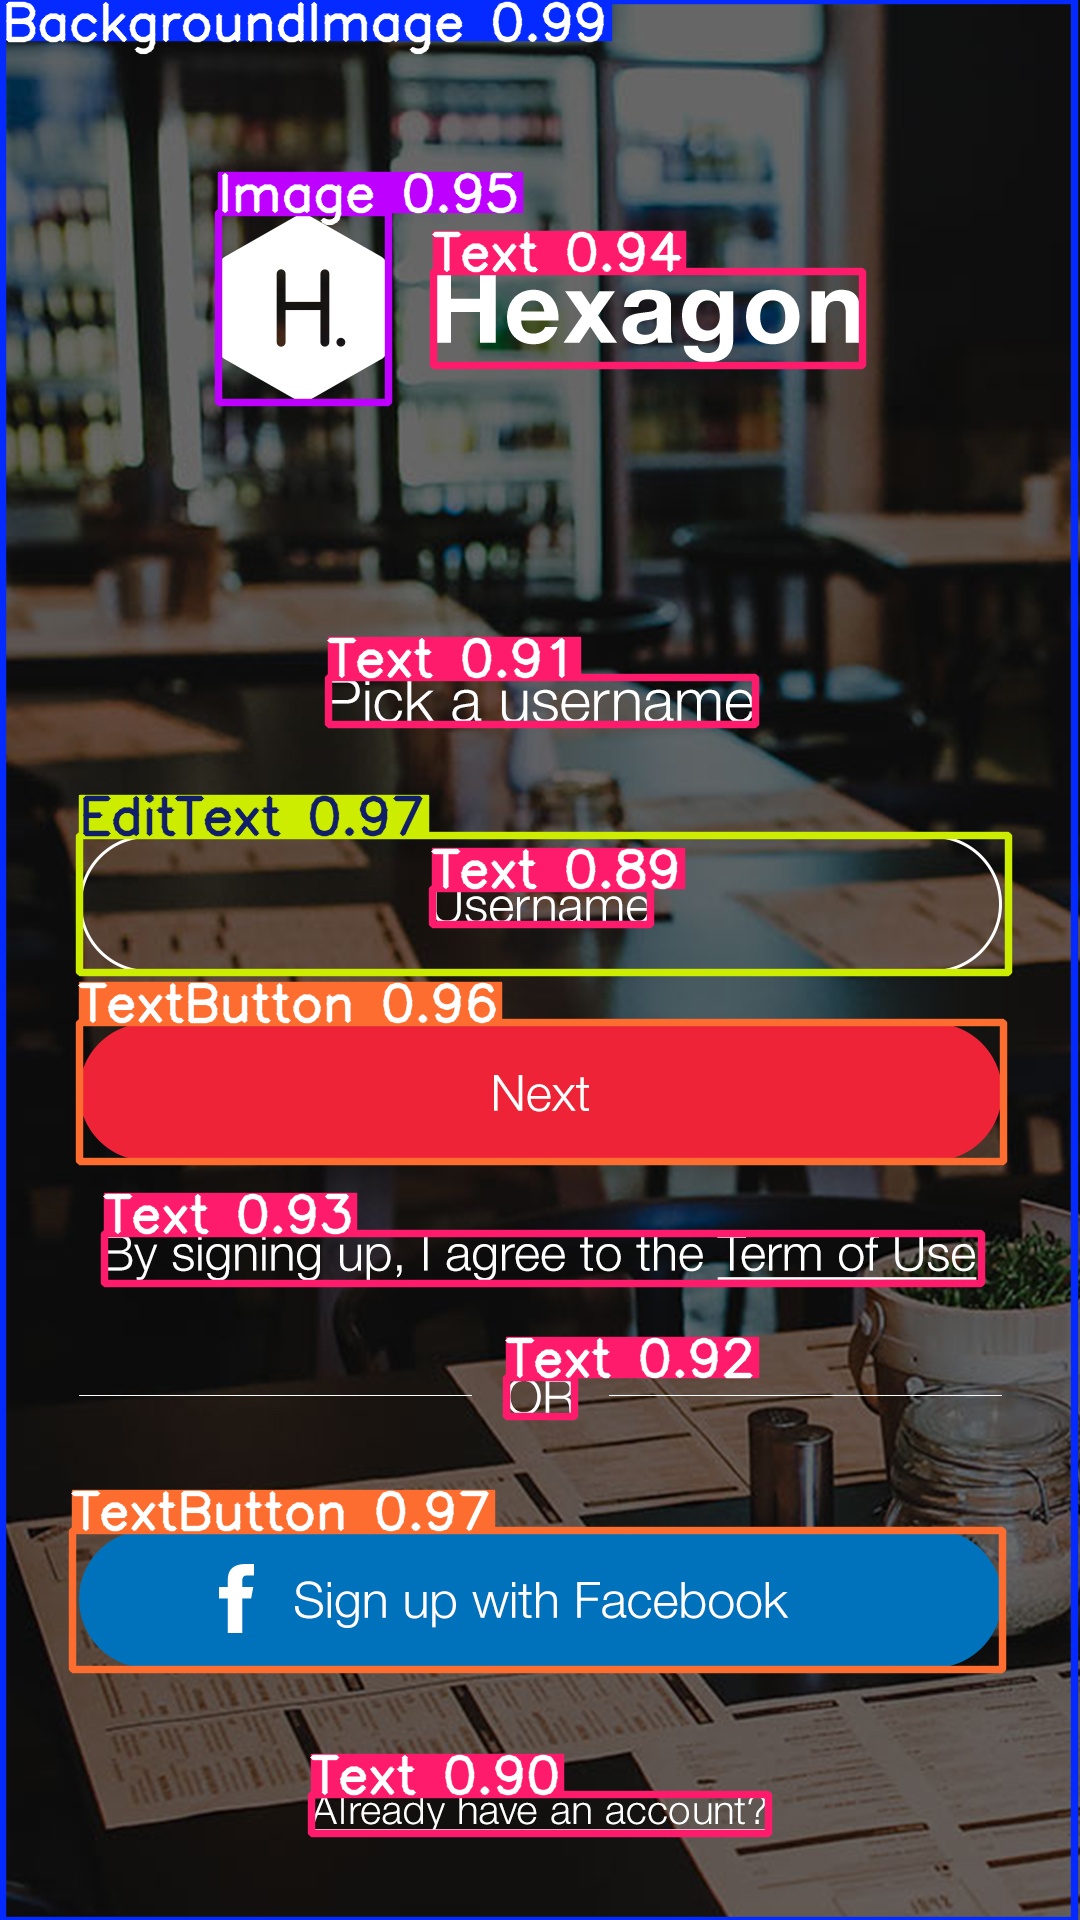 BackgroundImage 0.99
Image 0.95
H.
Text 0.94
Hexagon
Text 0.91
Pick a username
EditText 0.97
Text 0.89
Username
TextButton 0.96
Next
Text 0.93
By signing up, I agree to the Term of Use
Text 0.92
OR
TextButton 0.97
f Sign up with Facebook
Text 0.90
Already have an account?